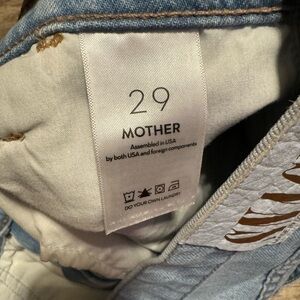 29
MOTHER
Assembled in USA
by both USA and foreign components
DO YOUR OWN LAUNDRY